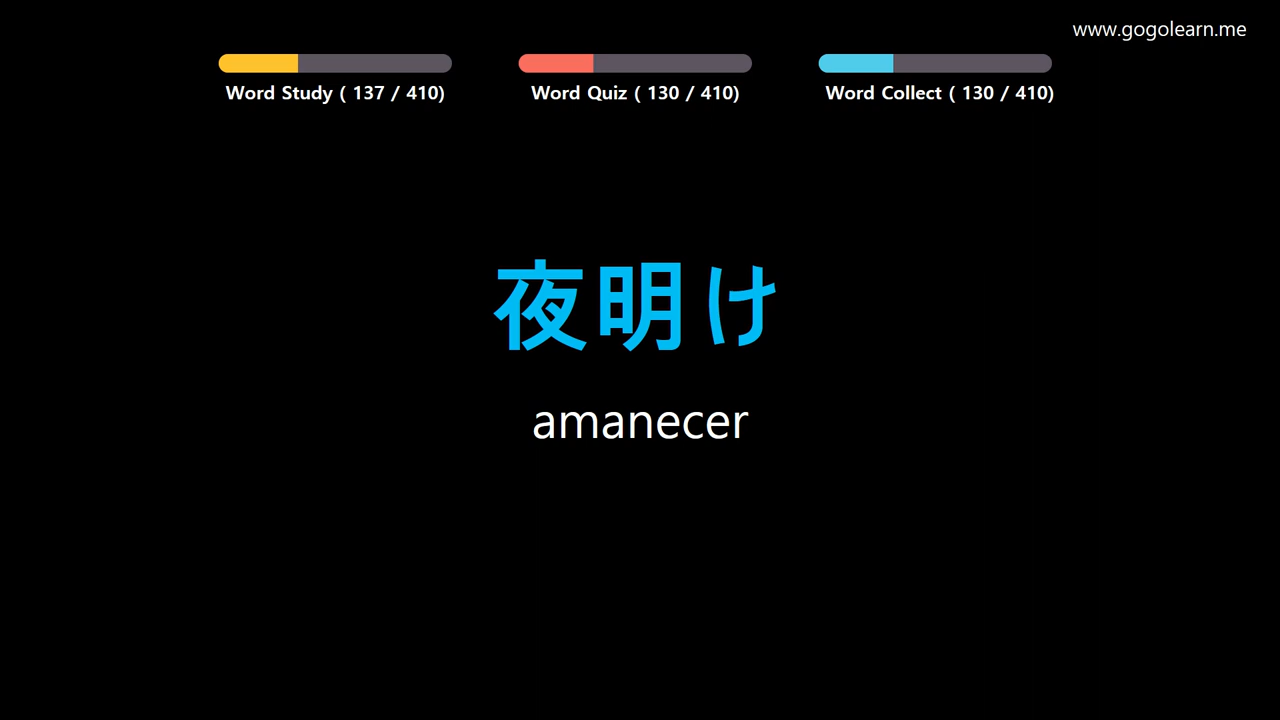 www.gogolearn.me
Word Study ( 137 / 410)
Word Quiz ( 130 / 410)
Word Collect ( 130 / 410)
夜明け
amanecer